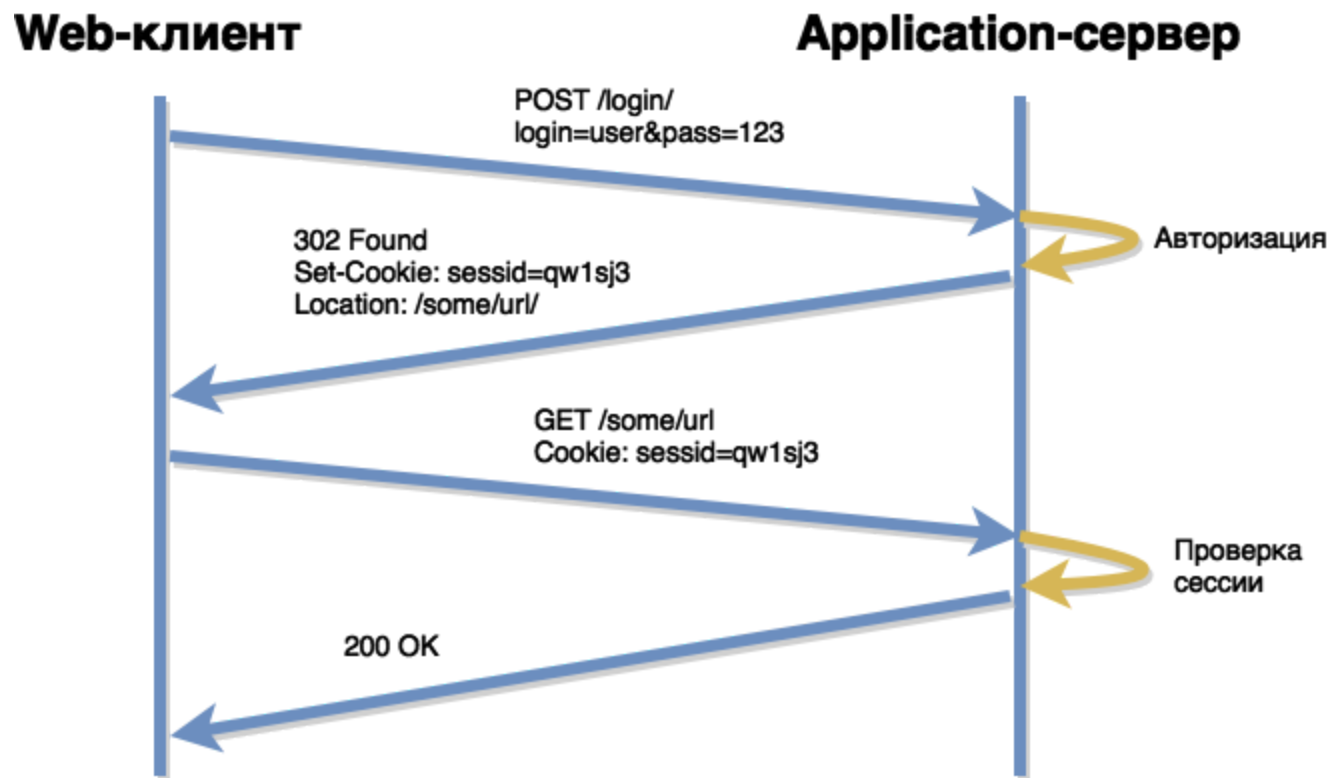 Web-клиент
Application-сервер
POST /login/
login=user&pass=123
Авторизация
302 Found
Set-Cookie: sessid=qw1sj3
Location: /some/url/
GET /some/url
Cookie: sessid=qw1sj3
Проверка
сессии
200 OK